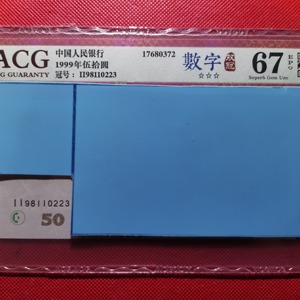 ACG
NG GUARANTY
中国人民银行
1999年伍拾圆
冠号: II98110223
17680372
數字
☆☆☆
67
EPQ
Superb Gem Unc
II98110223
50